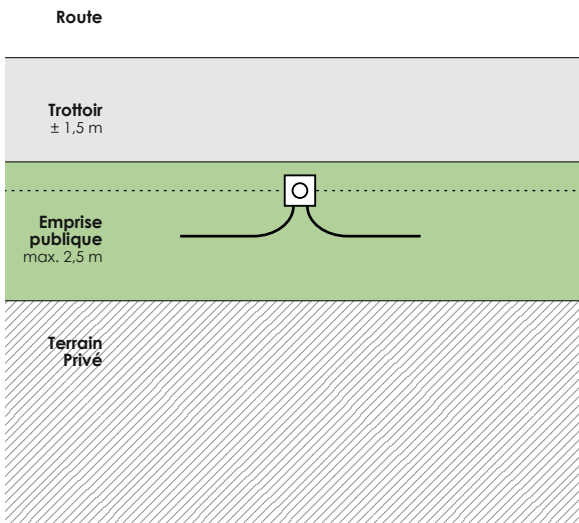 Route
Trottoir
± 1,5 m
Emprise
publique
max. 2,5 m
Terrain
Privé